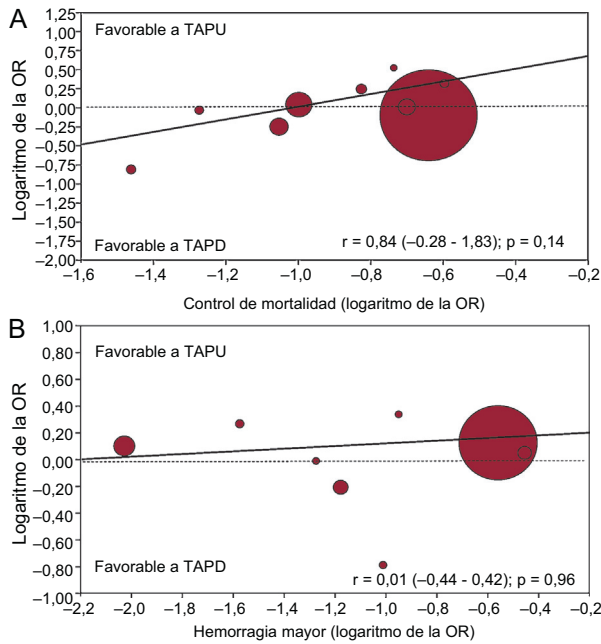 A
1,25
1,00
0,75
0,50
0,25
0,00
–0,25
–0,50
–0,75
–1,00
–1,25
–1,50
–1,75
–2,00
Logaritmo de la OR
Favorable a TAPU
Favorable a TAPD
r = 0,84 (–0.28 - 1,83); p = 0,14
–1,6 –1,4 –1,2 –1,0 –0,8 –0,6 –0,4 –0,2
Control de mortalidad (logaritmo de la OR)
B
1,00
0,80
0,60
0,40
0,20
0,00
–0,20
–0,40
–0,60
–0,80
–1,00
Logaritmo de la OR
Favorable a TAPU
Favorable a TAPD
r = 0,01 (–0,44 - 0,42); p = 0,96
–2,2 –2,0 –1,8 –1,6 –1,4 –1,2 –1,0 –0,8 –0,6 –0,4 –0,2
Hemorragia mayor (logaritmo de la OR)